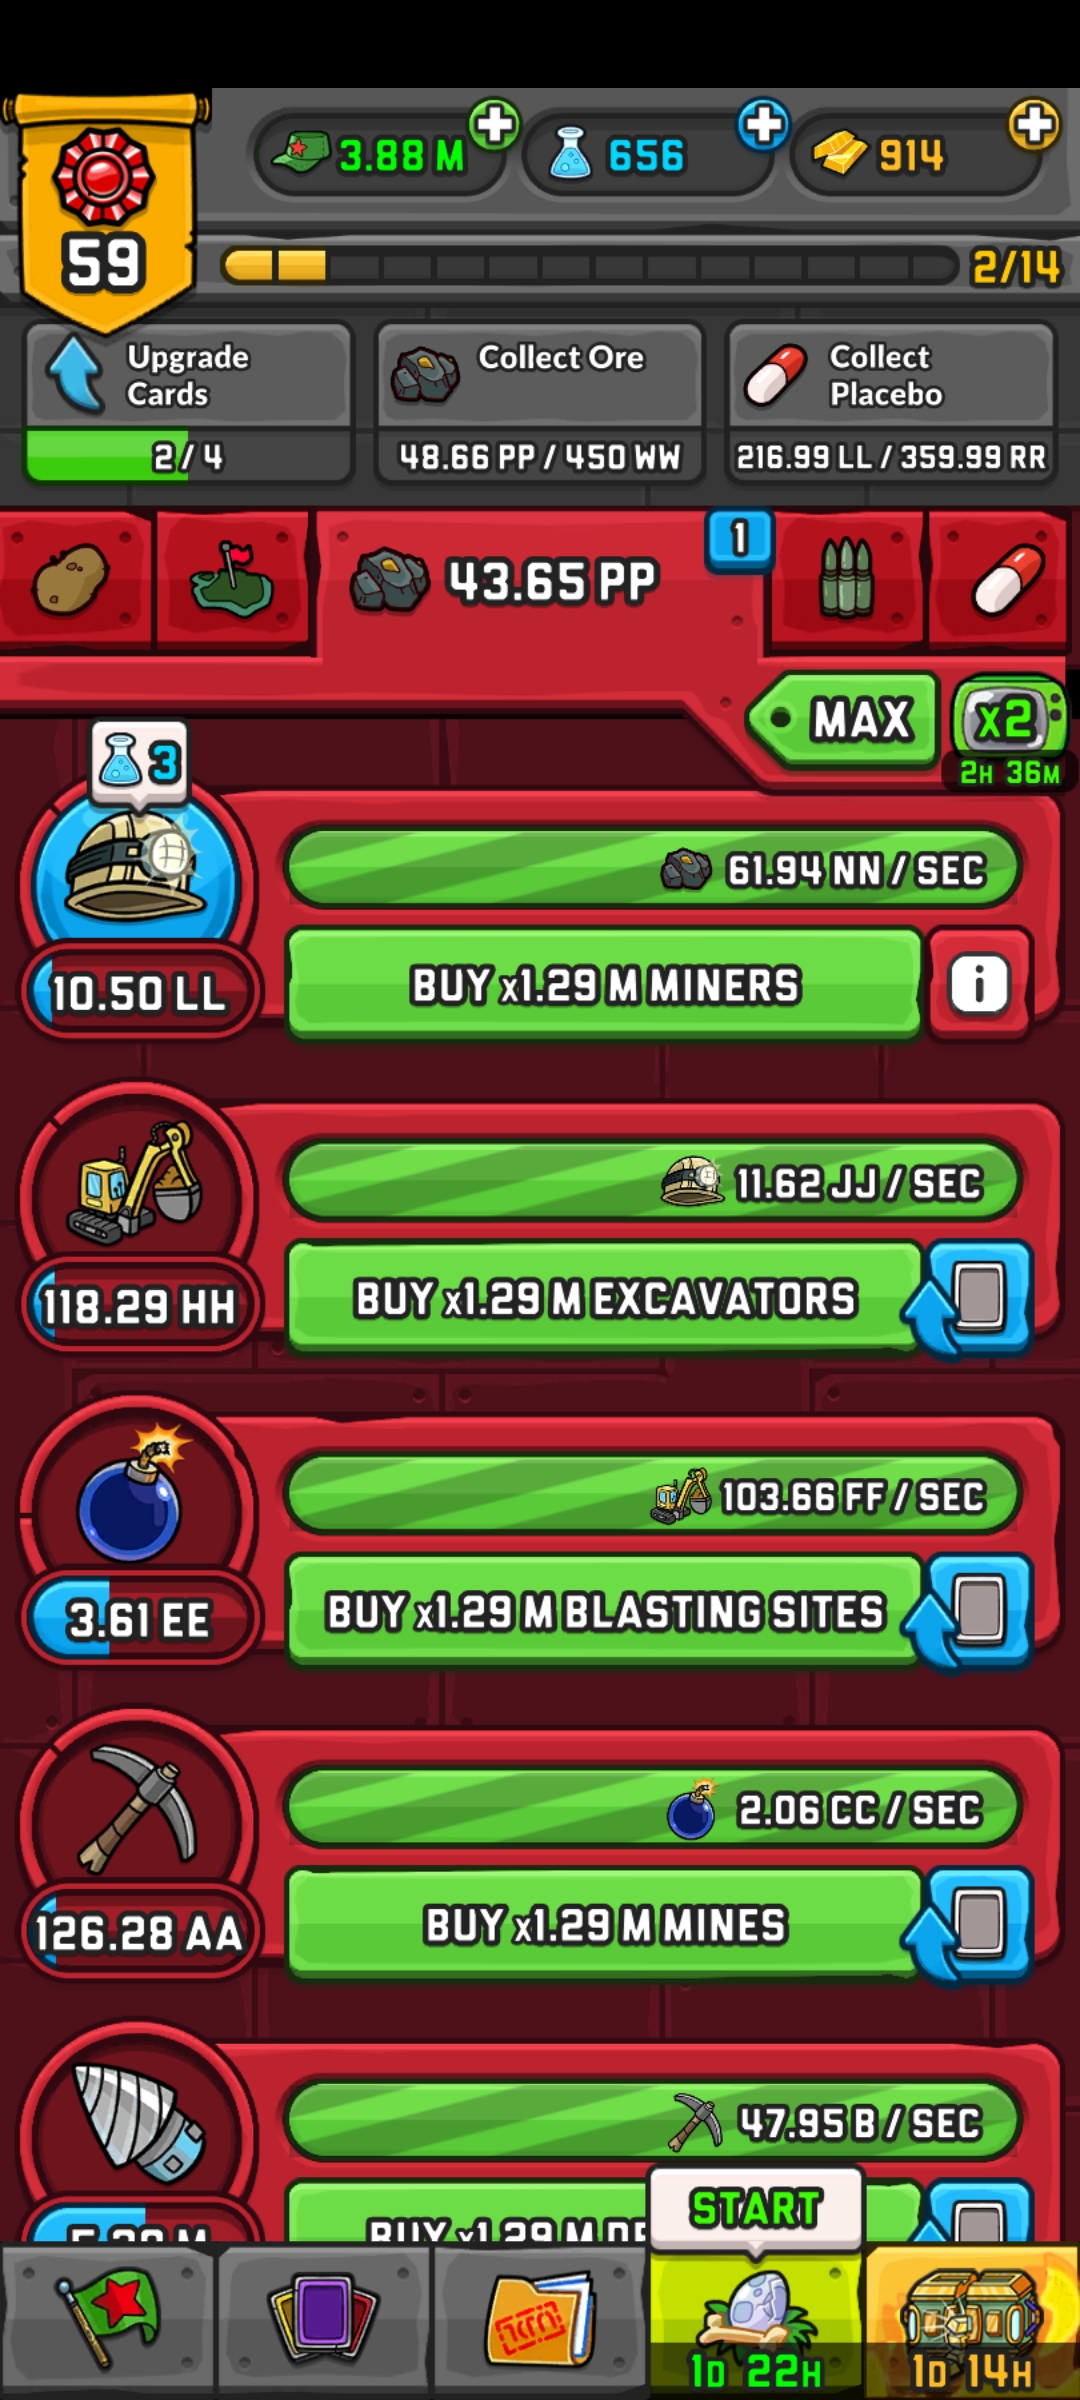 3.88 M
656
914
59
2/14
Upgrade
Cards
2/4
Collect Ore
48.66 PP / 450 WW
Collect
Placebo
216.99 LL / 359.99 RR
43.65 PP
1
MAX
x2
2H 36M
3
61.94 NN / SEC
10.50 LL
BUY x1.29 M MINERS
i
11.62 JJ / SEC
118.29 HH
BUY x1.29 M EXCAVATORS
103.66 FF / SEC
3.61 EE
BUY x1.29 M BLASTING SITES
2.06 CC / SEC
126.28 AA
BUY x1.29 M MINES
47.95 B / SEC
BUY x1.29 M
START
1D 22H
1D 14H